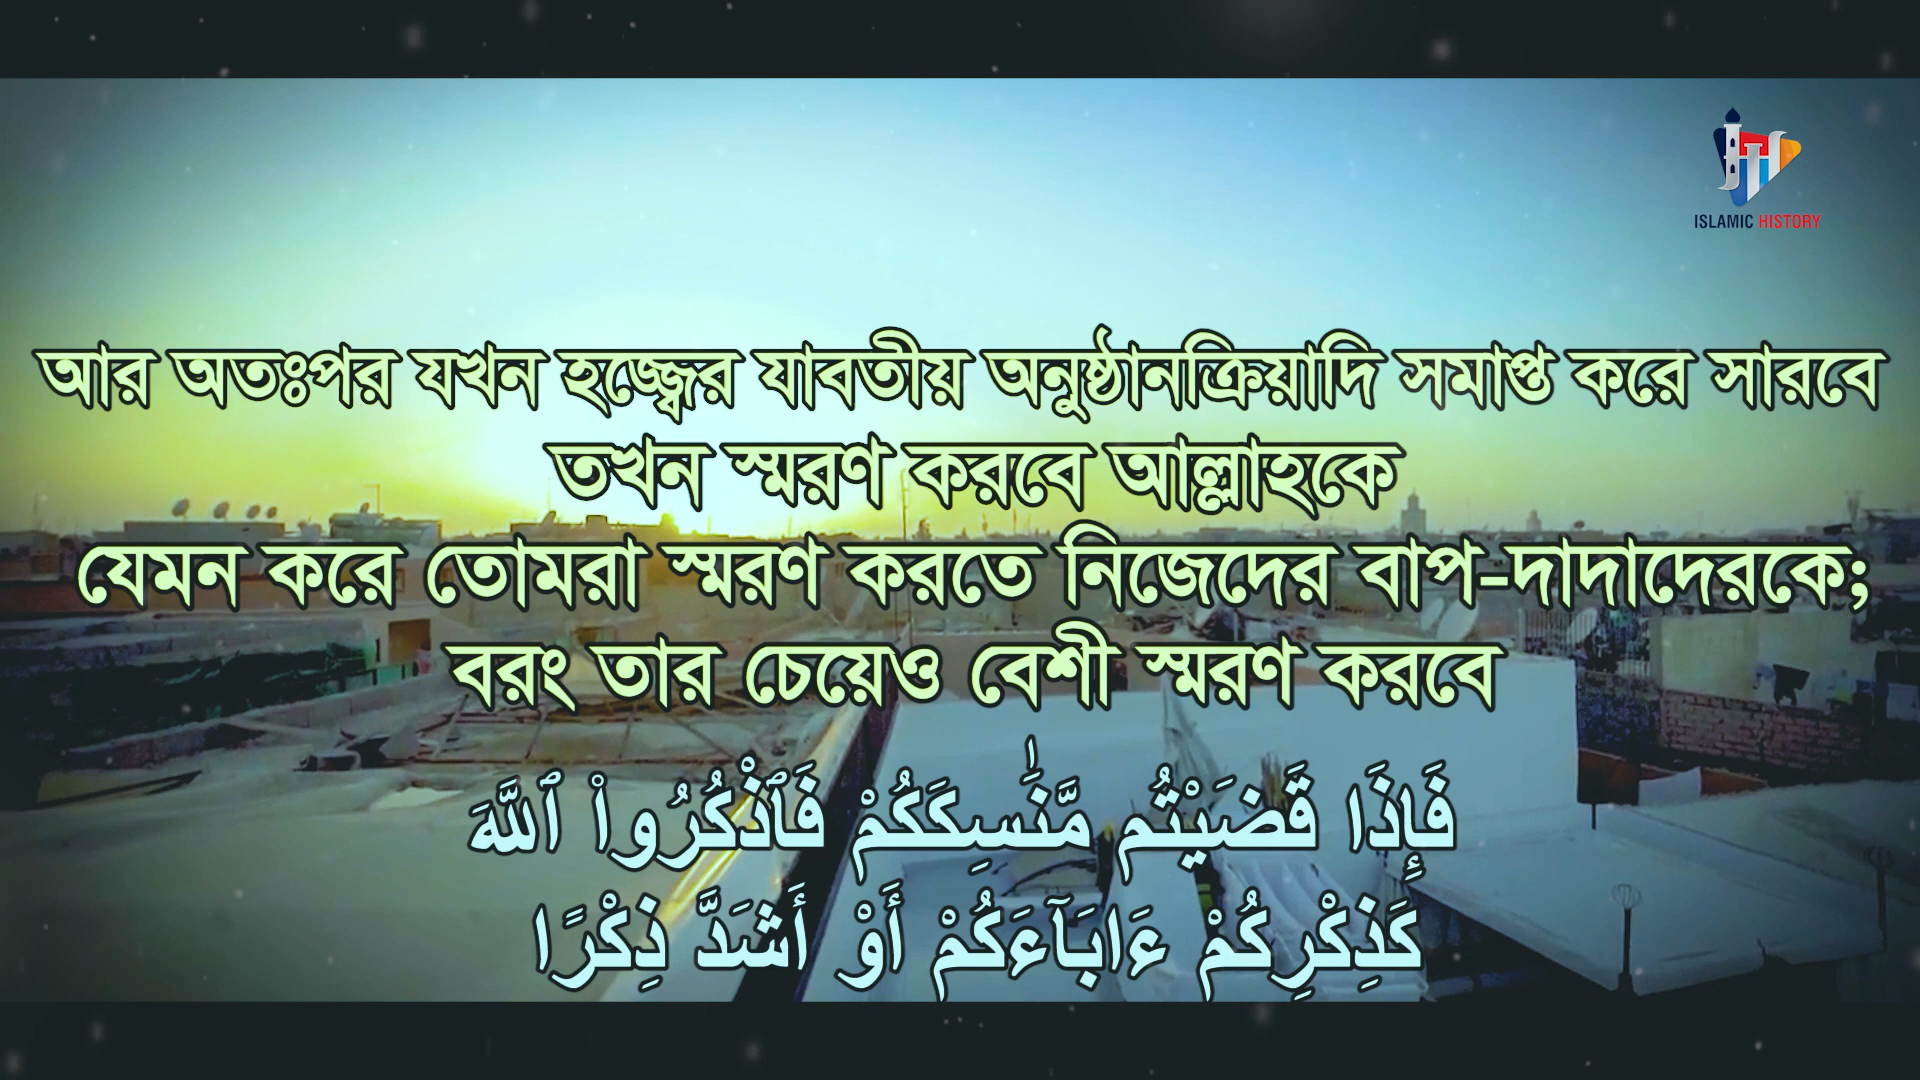 ISLAMIC HISTORY
আর অতঃপর যখন হজ্জ্বের যাবতীয় অনুষ্ঠানক্রিয়াদি সমাপ্ত করে সারবে
তখন স্মরণ করবে আল্লাহকে
যেমন করে তোমরা স্মরণ করতে নিজেদের বাপ-দাদাদেরকে;
বরং তার চেয়েও বেশী স্মরণ করবে
فَإِذَا قَضَيْتُم مَّنَٰسِكَكُمْ فَٱذْكُرُوا۟ ٱللَّهَ
كَذِكْرِكُمْ ءَابَآءَكُمْ أَوْ أَشَدَّ ذِكْرًا